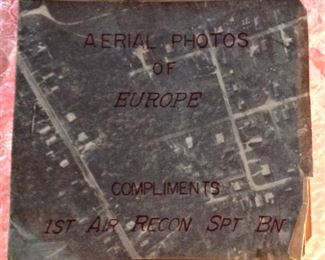 AERIAL PHOTOS
OF
EUROPE
COMPLIMENTS
1ST AIR RECON SPT BN